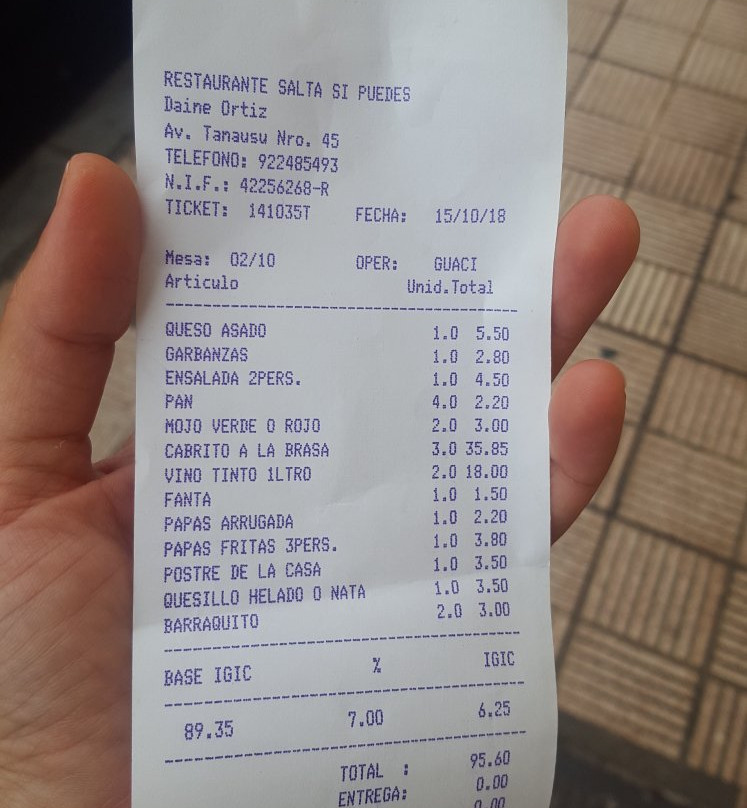 RESTAURANTE SALTA SI PUEDES
Daine Ortiz
Av. Tanausu Nro. 45
TELEFONO: 922485493
N.I.F.: 42256268-R
TICKET: 141035T FECHA: 15/10/18
Mesa: 02/10 OPER: GUACI
Articulo Unid.Total
QUESO ASADO 1.0 5.50
GARBANZAS 1.0 2.80
ENSALADA 2PERS. 1.0 4.50
PAN 4.0 2.20
MOJO VERDE O ROJO 2.0 3.00
CABRITO A LA BRASA 3.0 35.85
VINO TINTO 1LTRO 2.0 18.00
FANTA 1.0 1.50
PAPAS ARRUGADA 1.0 2.20
PAPAS FRITAS 3PERS. 1.0 3.80
POSTRE DE LA CASA 1.0 3.50
QUESILLO HELADO O NATA 1.0 3.50
BARRAQUITO 2.0 3.00
BASE IGIC % IGIC
89.35 7.00 6.25
TOTAL : 95.60
ENTREGA: 0.00
0.00